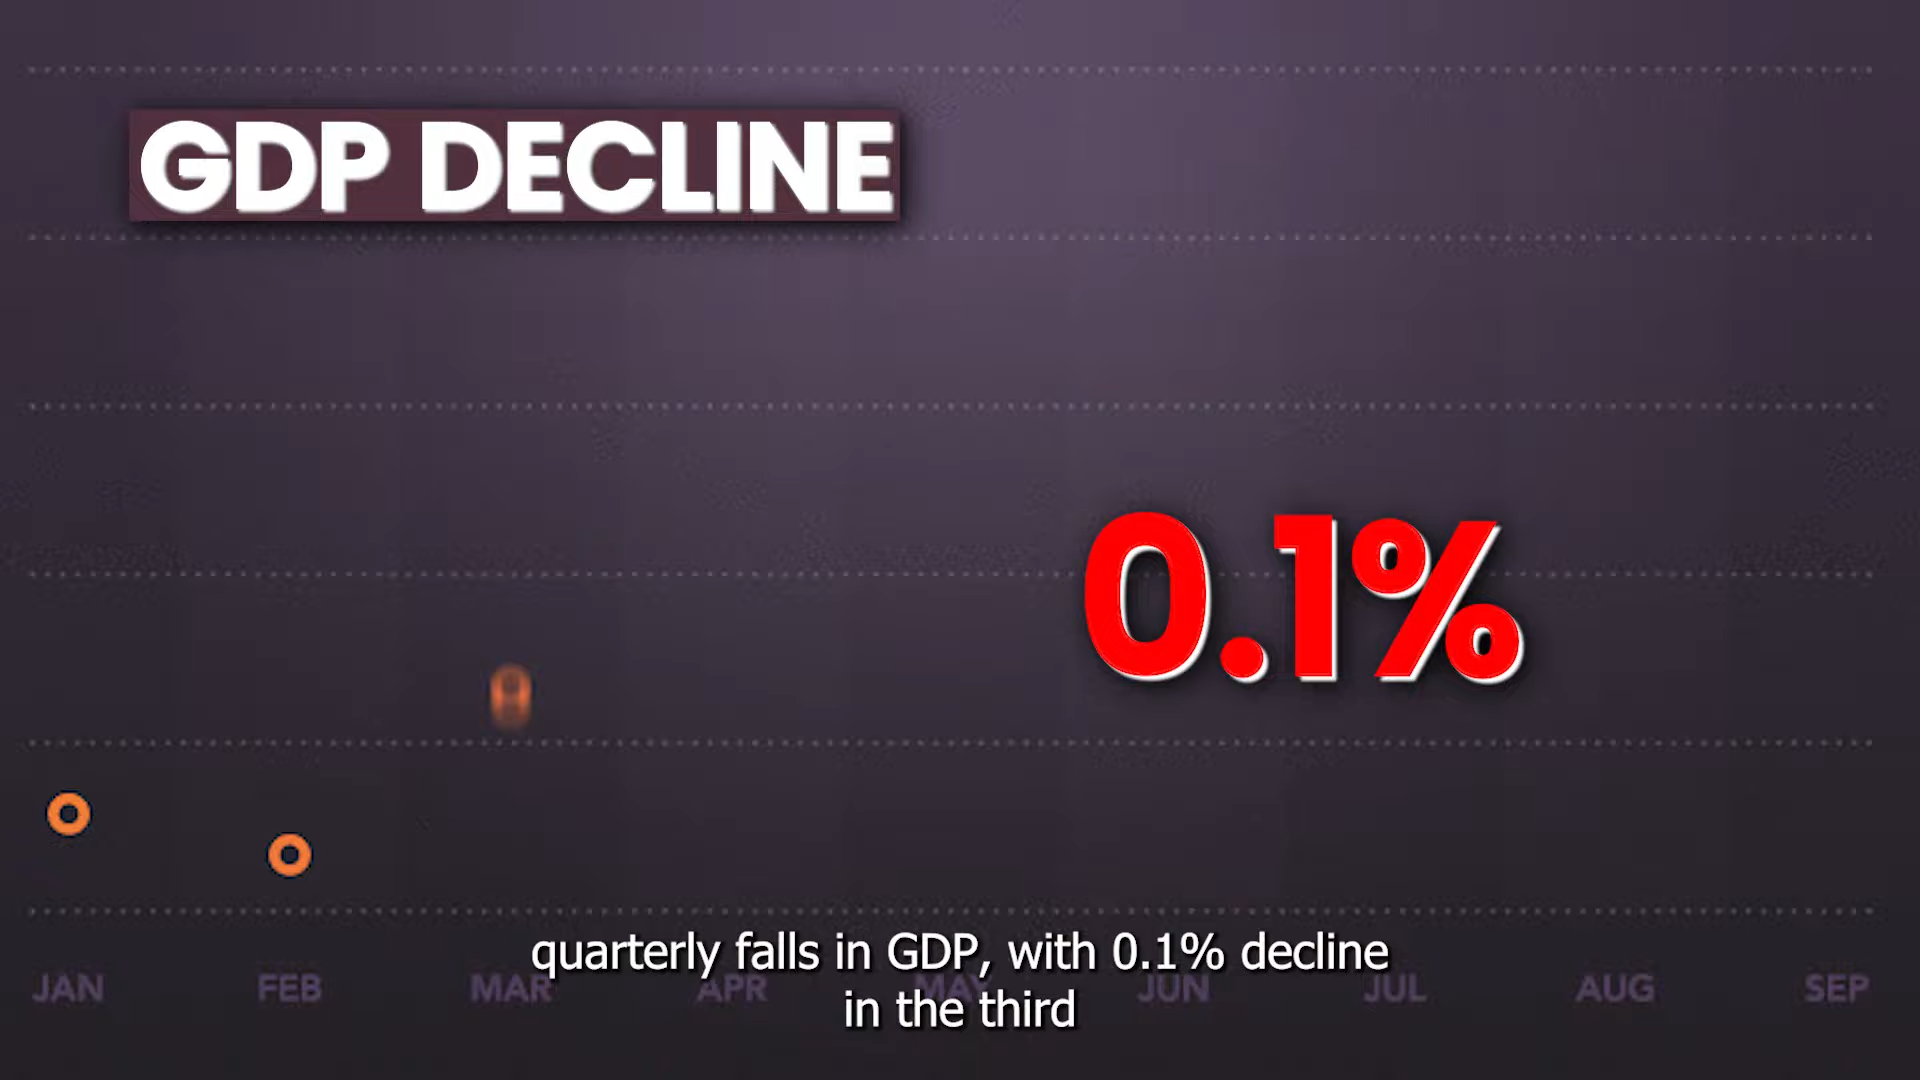 GDP DECLINE
0.1%
quarterly falls in GDP, with 0.1% decline
in the third
JAN FEB MAR APR MAY JUN JUL AUG SEP